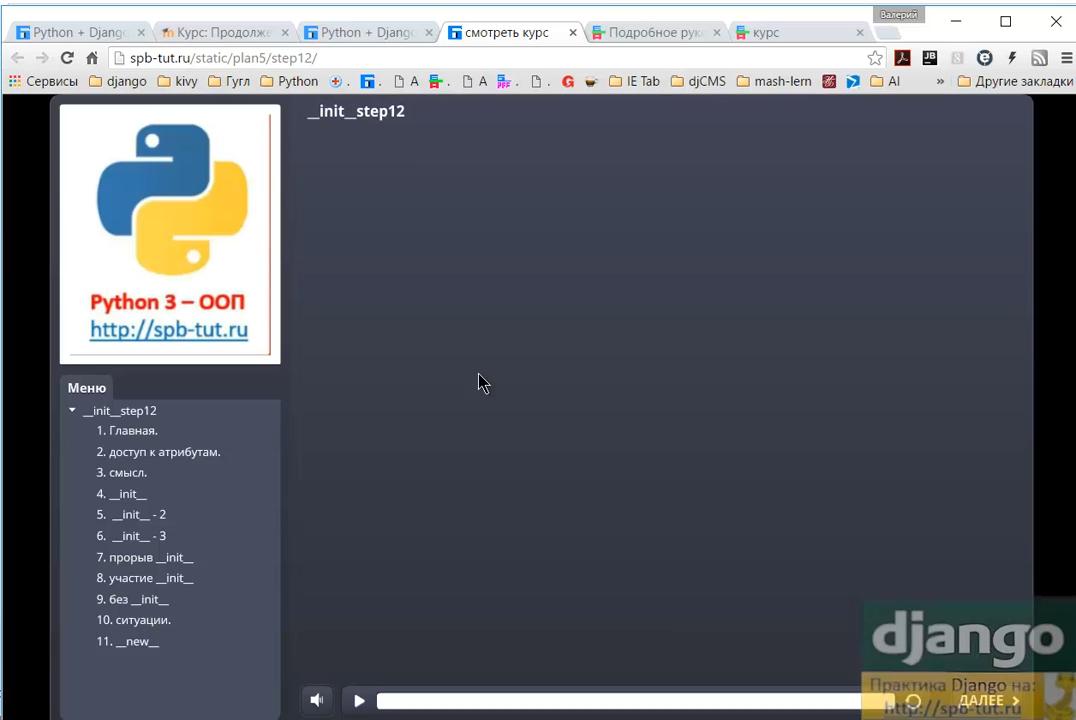 Валерий
Python + Djang
Курс: Продолже
Python + Djang
смотреть курс
Подробное рук
курс
spb-tut.ru/static/plan5/step12/
Сервисы
django
kivy
Гугл
Python
.
A
.
A
.
G
IE Tab
djCMS
mash-lern
AI
»
Другие закладки
__init__step12
Python 3 – ООП
http://spb-tut.ru
Меню
__init__step12
1. Главная.
2. доступ к атрибутам.
3. смысл.
4. __init__
5. __init__ - 2
6. __init__ - 3
7. прорыв __init__
8. участие __init__
9. без __init__
10. ситуации.
11. __new__
django
Практика Django на:
http://spb-tut.ru
ДАЛЕЕ